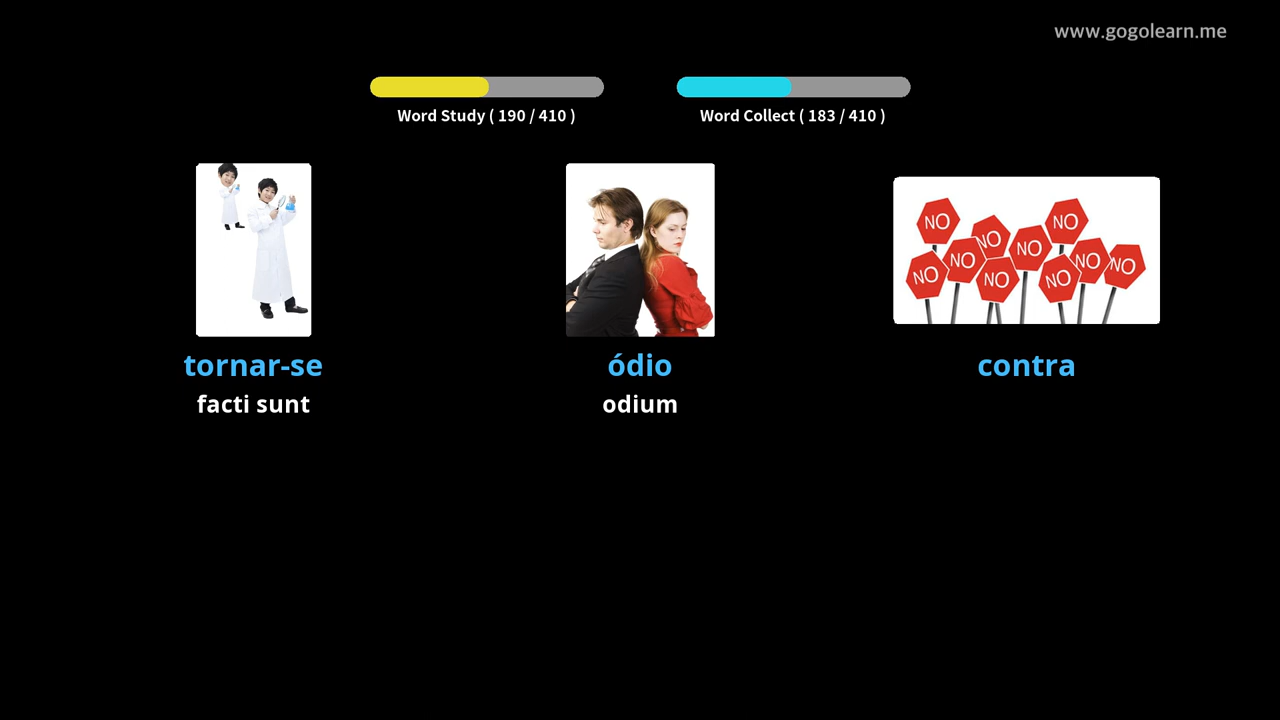 www.gogolearn.me
Word Study ( 190 / 410 )
Word Collect ( 183 / 410 )
NO
NO
NO
NO
NO
NO
NO
NO
NO
NO
tornar-se
ódio
contra
facti sunt
odium